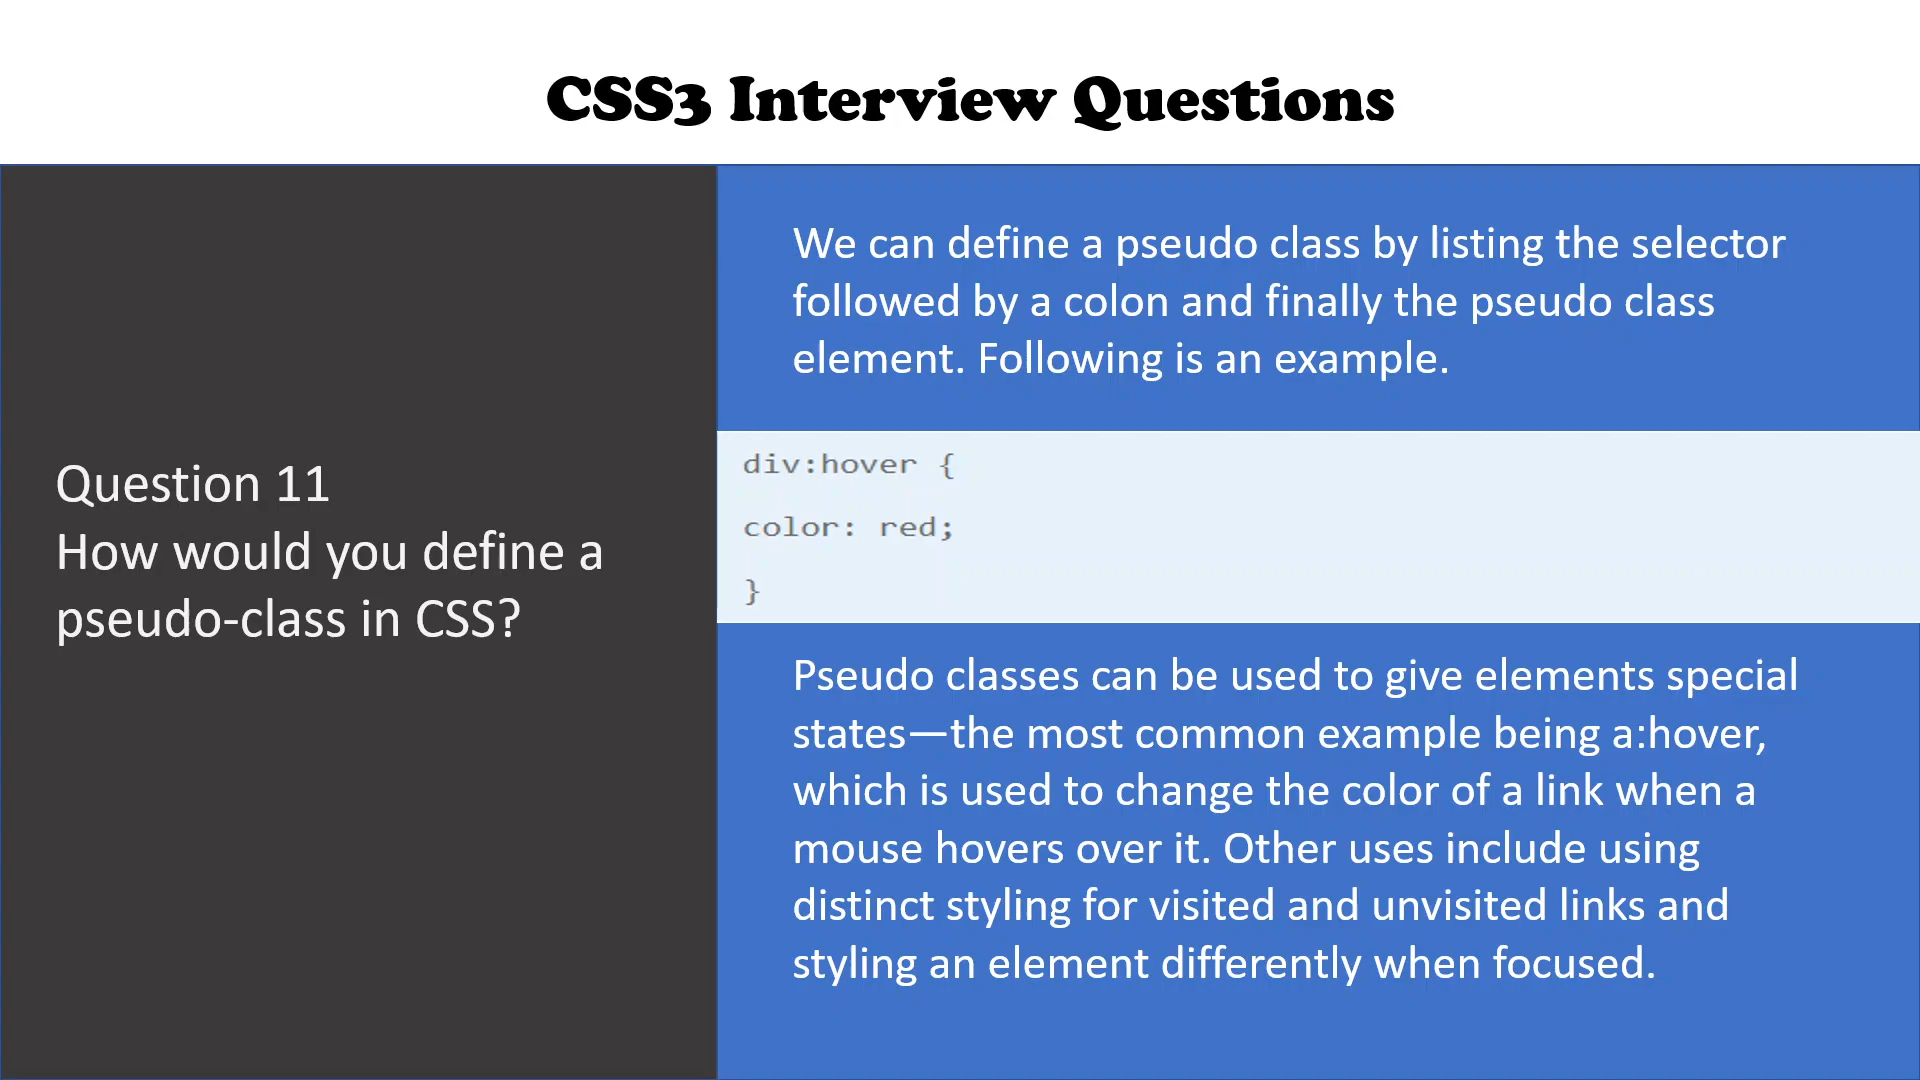 CSS3 Interview Questions
Question 11
How would you define a
pseudo-class in CSS?
We can define a pseudo class by listing the selector
followed by a colon and finally the pseudo class
element. Following is an example.
div:hover {
color: red;
}
Pseudo classes can be used to give elements special
states—the most common example being a:hover,
which is used to change the color of a link when a
mouse hovers over it. Other uses include using
distinct styling for visited and unvisited links and
styling an element differently when focused.